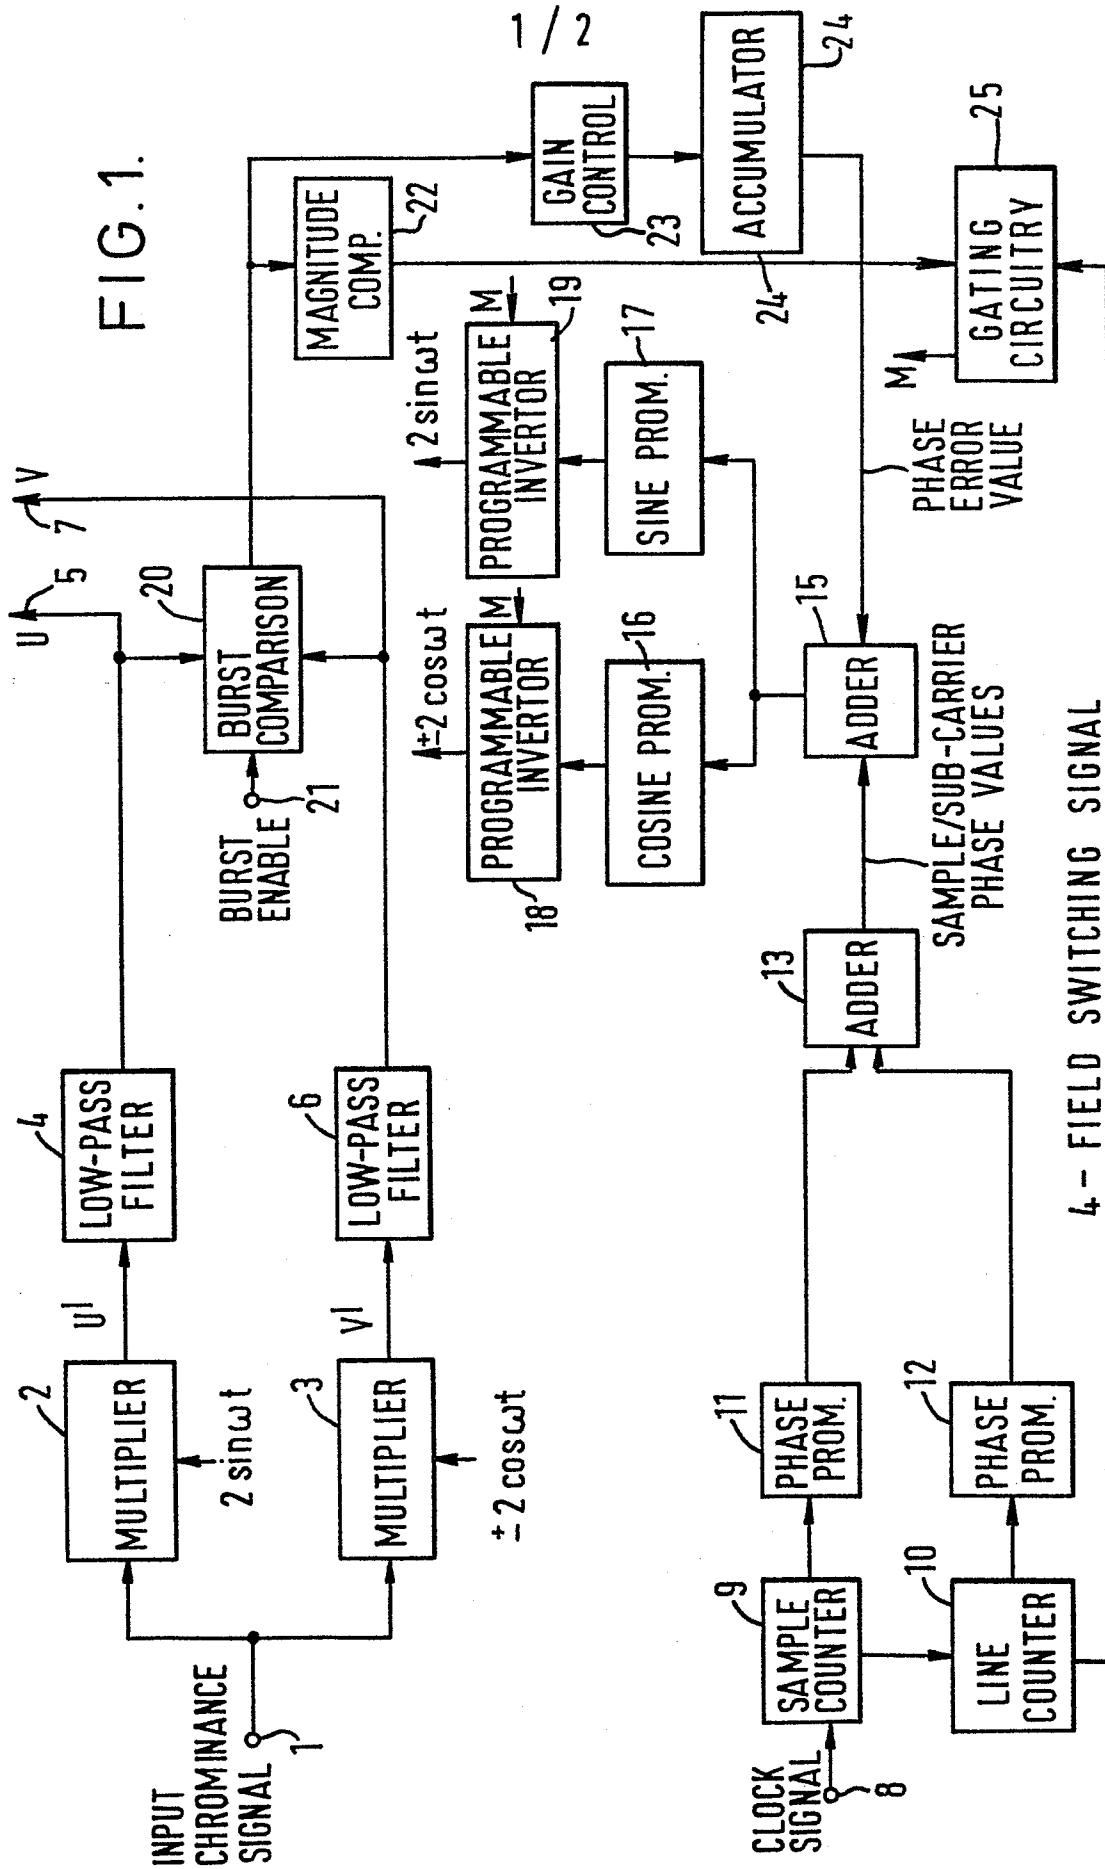 1 / 2
FIG.1.
INPUT
CHROMINANCE
SIGNAL
1
2
MULTIPLIER
2 sinωt
U'
4
LOW-PASS
FILTER
U
5
3
MULTIPLIER
± 2 cosωt
V'
6
LOW-PASS
FILTER
V
7
BURST
ENABLE
21
20
BURST
COMPARISON
MAGNITUDE
COMP.
22
GAIN
CONTROL
23
ACCUMULATOR
24
24
± 2 cosωt
PROGRAMMABLE
INVERTOR
M
18
2 sinωt
PROGRAMMABLE
INVERTOR
M
19
COSINE PROM.
16
SINE PROM.
17
CLOCK
SIGNAL
8
9
SAMPLE
COUNTER
11
PHASE
PROM.
10
LINE
COUNTER
12
PHASE
PROM.
13
ADDER
SAMPLE/SUB-CARRIER
PHASE VALUES
15
ADDER
PHASE
ERROR
VALUE
M
GATING
CIRCUITRY
25
4 - FIELD SWITCHING SIGNAL